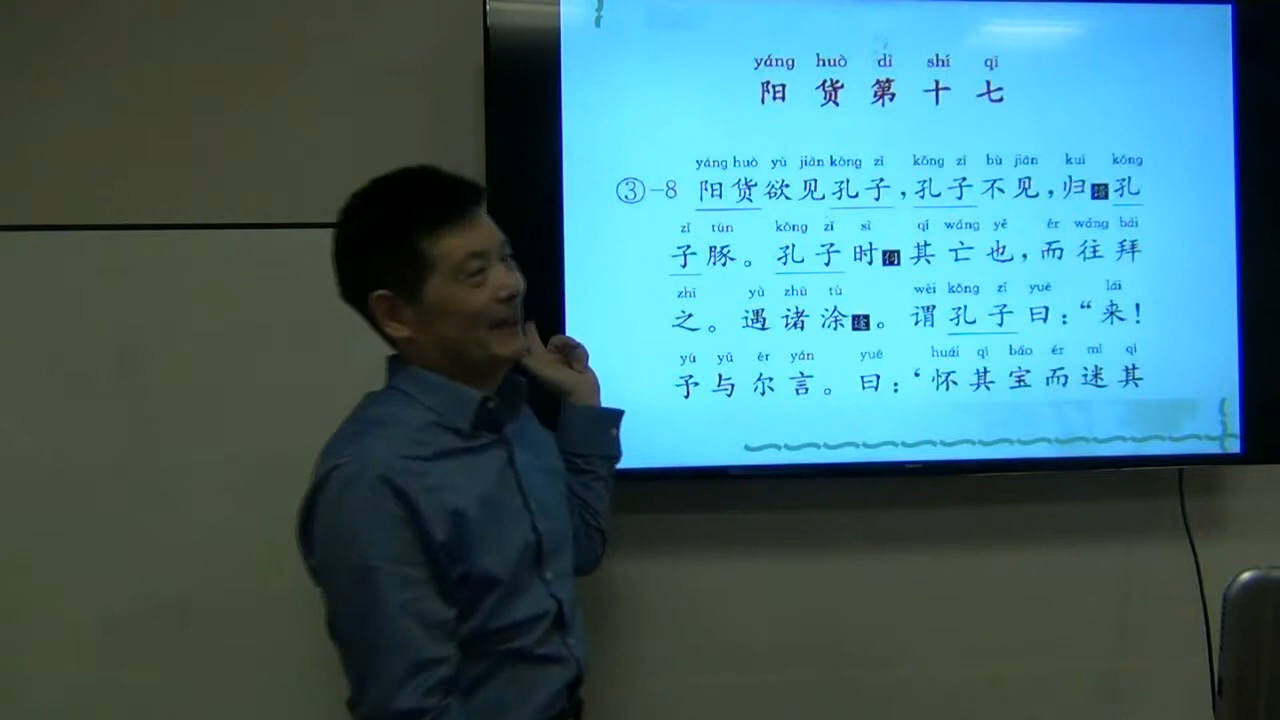 yáng huò dì shí qī
阳货第十七
yáng huò yù jiàn kǒng zǐ kǒng zǐ bù jiàn kuì kǒng
③-8 阳货欲见孔子，孔子不见，归馈孔
zǐ tún kǒng zǐ sì qí wáng yě ér wǎng bài
子豚。孔子时伺其亡也，而往拜
zhī yù zhū tú wèi kǒng zǐ yuē lái
之。遇诸涂途。谓孔子曰：“来！
yú yǔ ěr yán yuē huái qí bǎo ér mí qí
予与尔言。曰：‘怀其宝而迷其